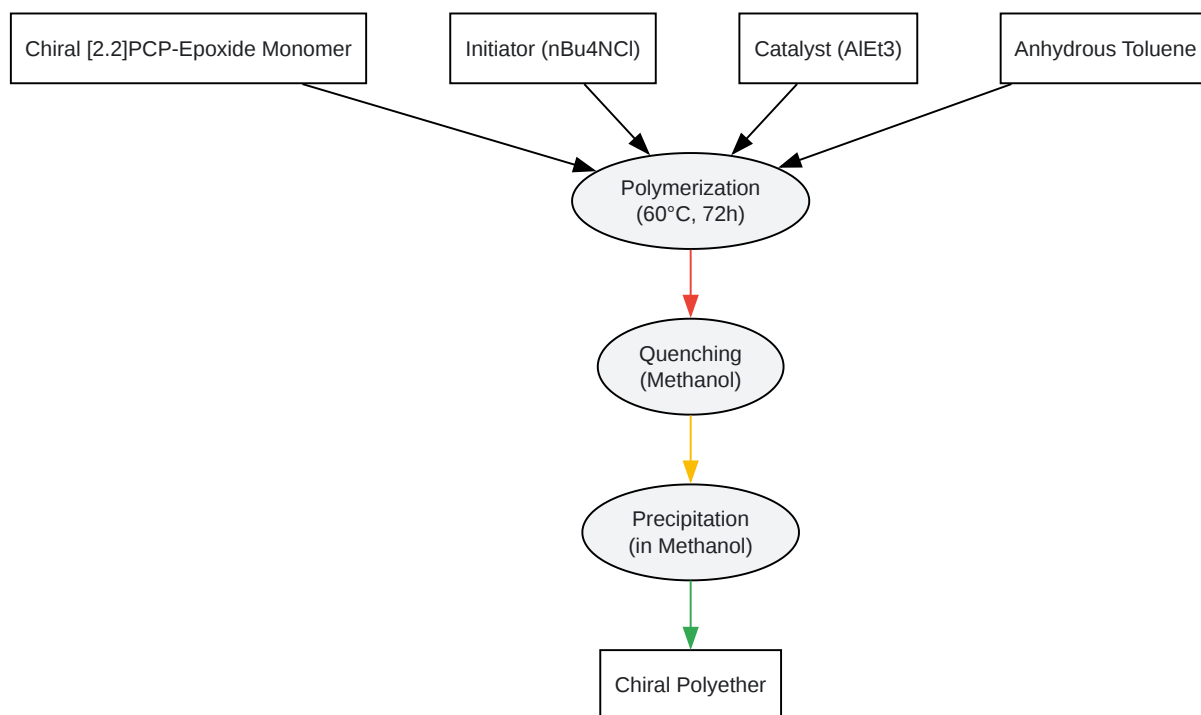 Chiral [2.2]PCP-Epoxide Monomer
Initiator (nBu4NCl)
Catalyst (AlEt3)
Anhydrous Toluene
Polymerization
(60°C, 72h)
Quenching
(Methanol)
Precipitation
(in Methanol)
Chiral Polyether